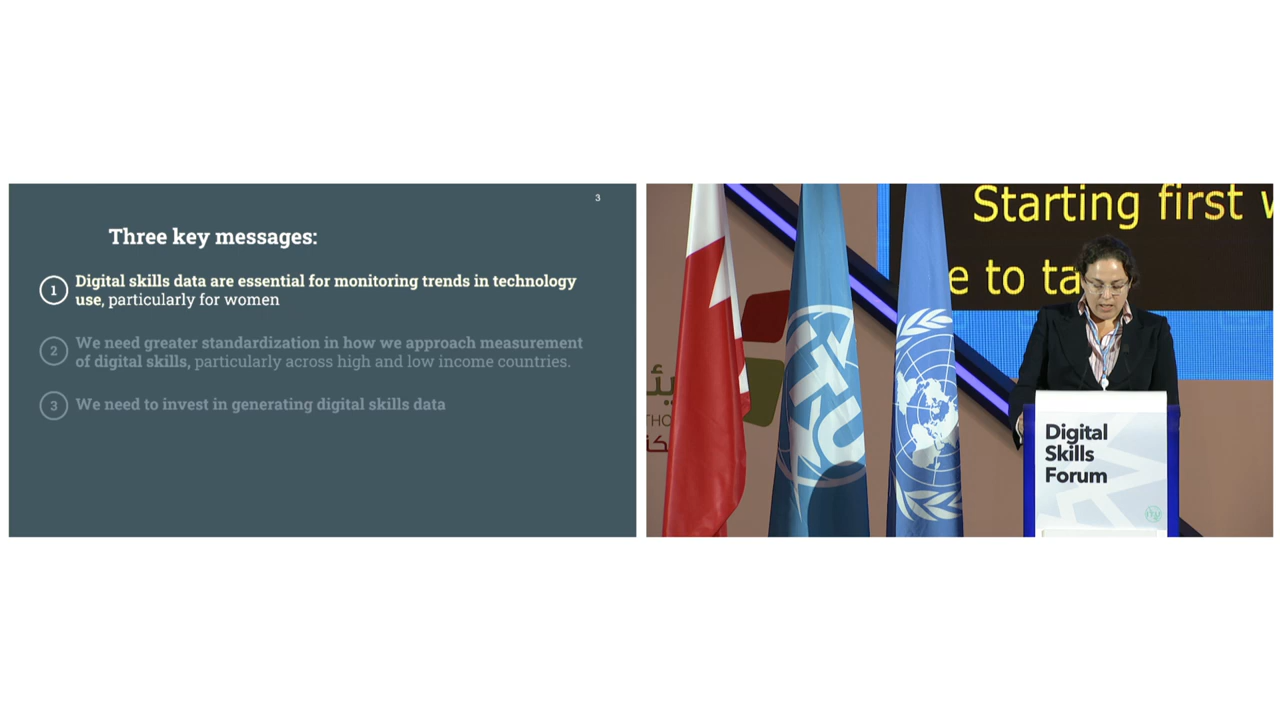 3
Three key messages:
1
Digital skills data are essential for monitoring trends in technology
use, particularly for women
2
We need greater standardization in how we approach measurement
of digital skills, particularly across high and low income countries.
3
We need to invest in generating digital skills data
Starting first w
e to ta
ITU
Digital
Skills
Forum